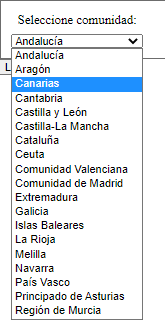 Seleccione comunidad:
Andalucía
Andalucía
Aragón
Canarias
Cantabria
Castilla y León
Castilla-La Mancha
Cataluña
Ceuta
Comunidad Valenciana
Comunidad de Madrid
Extremadura
Galicia
Islas Baleares
La Rioja
Melilla
Navarra
País Vasco
Principado de Asturias
Región de Murcia